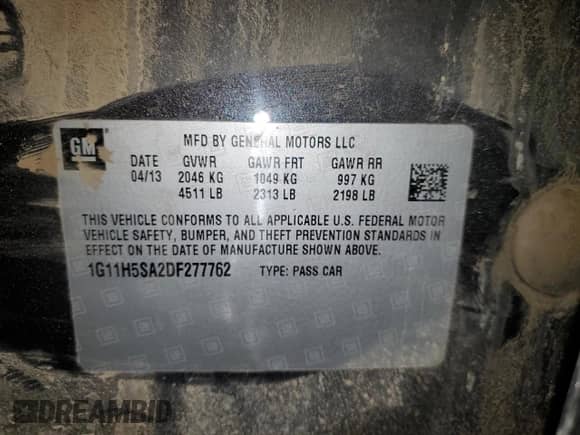 GM
MFD BY GENERAL MOTORS LLC
DATE GVWR GAWR FRT GAWR RR
04/13 2046 KG 1049 KG 997 KG
4511 LB 2313 LB 2198 LB
THIS VEHICLE CONFORMS TO ALL APPLICABLE U.S. FEDERAL MOTOR
VEHICLE SAFETY, BUMPER, AND THEFT PREVENTION STANDARDS IN
EFFECT ON THE DATE OF MANUFACTURE SHOWN ABOVE.
1G11H5SA2DF277762 TYPE: PASS CAR
DREAMBID